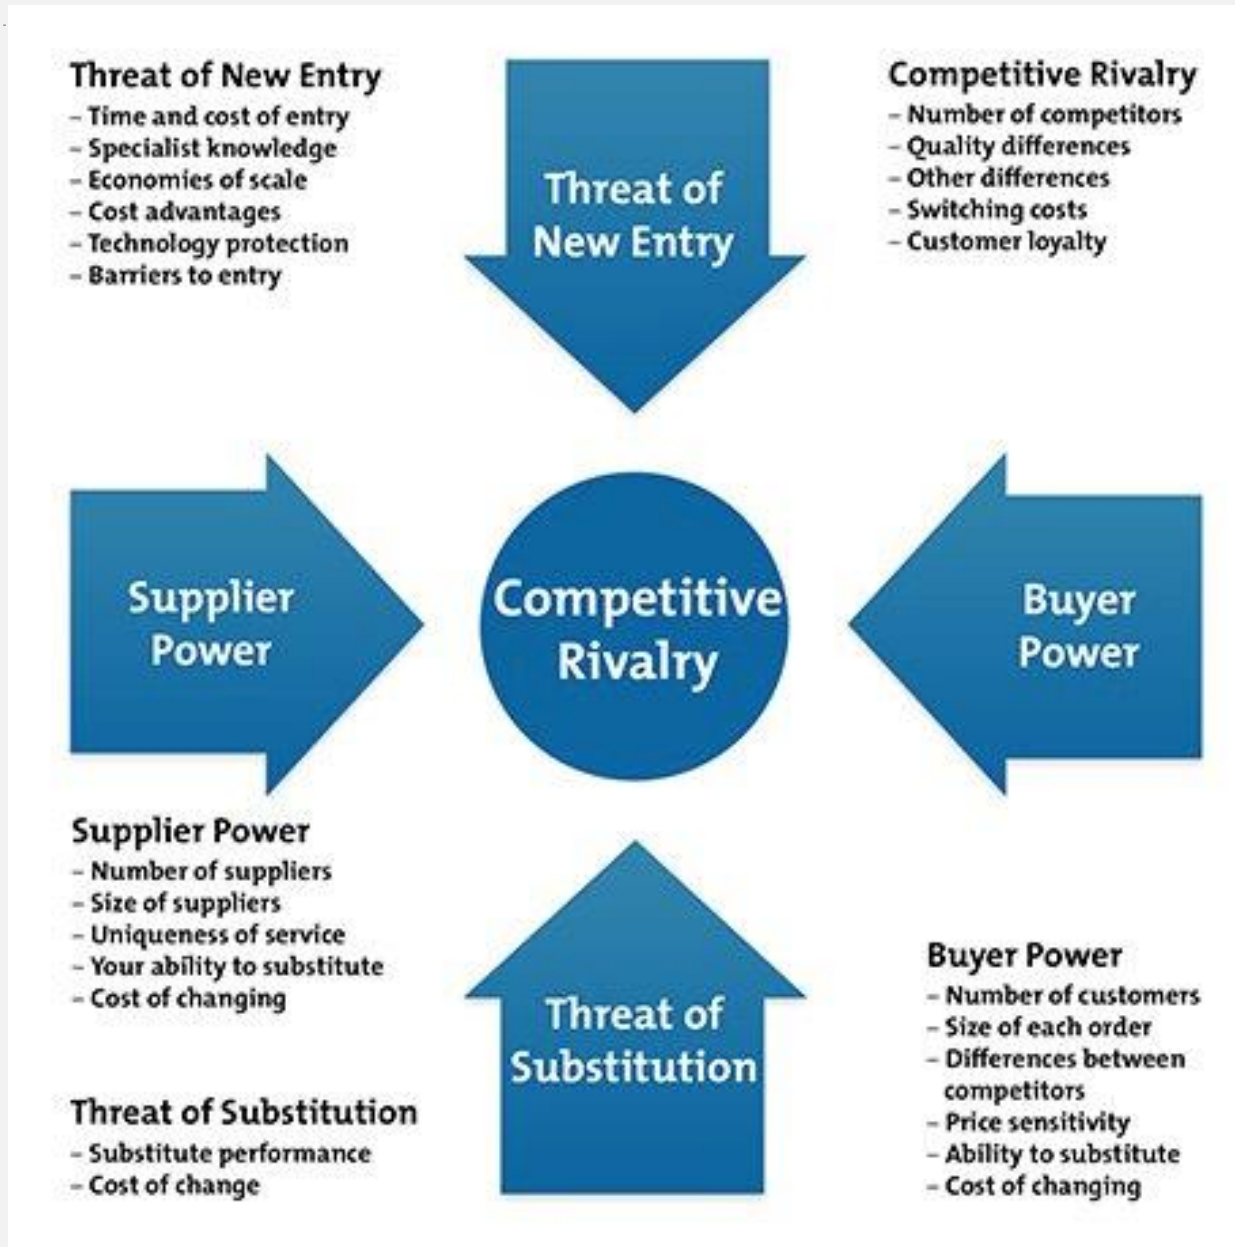 Threat of New Entry
– Time and cost of entry
– Specialist knowledge
– Economies of scale
– Cost advantages
– Technology protection
– Barriers to entry
Threat of
New Entry
Competitive Rivalry
– Number of competitors
– Quality differences
– Other differences
– Switching costs
– Customer loyalty
Supplier
Power
Competitive
Rivalry
Buyer
Power
Supplier Power
– Number of suppliers
– Size of suppliers
– Uniqueness of service
– Your ability to substitute
– Cost of changing
Threat of Substitution
– Substitute performance
– Cost of change
Threat of
Substitution
Buyer Power
– Number of customers
– Size of each order
– Differences between
competitors
– Price sensitivity
– Ability to substitute
– Cost of changing